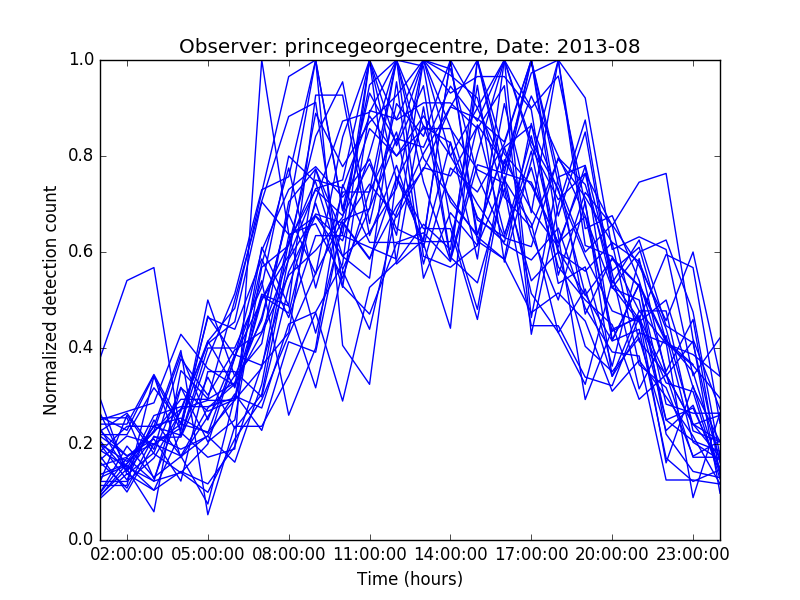 Observer: princegeorgecentre, Date: 2013-08
1.0
0.8
0.6
0.4
0.2
0.0
Normalized detection count
02:00:00 05:00:00 08:00:00 11:00:00 14:00:00 17:00:00 20:00:00 23:00:00
Time (hours)